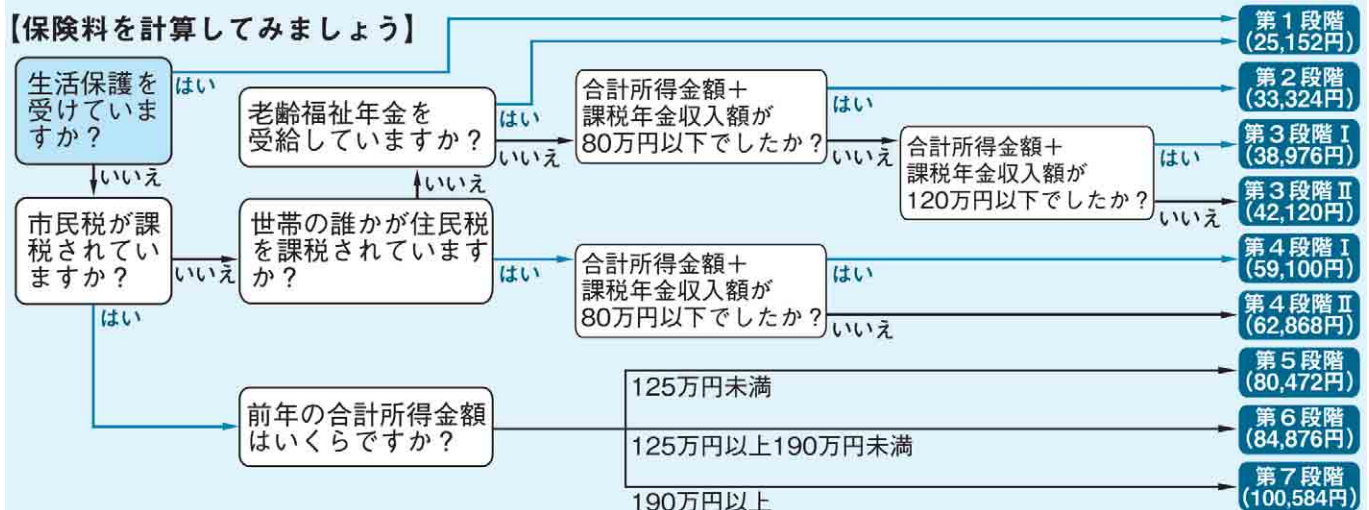 【保険料を計算してみましょう】
生活保護を
受けていま
すか？
はい
いいえ
市民税が課
税されてい
ますか？
いいえ
はい
老齢福祉年金を
受給していますか？
はい
いいえ
いいえ
世帯の誰かが住民税
を課税されています
か？
はい
合計所得金額＋
課税年金収入額が
80万円以下でしたか？
はい
いいえ
合計所得金額＋
課税年金収入額が
120万円以下でしたか？
はい
いいえ
合計所得金額＋
課税年金収入額が
80万円以下でしたか？
はい
いいえ
前年の合計所得金額
はいくらですか？
125万円未満
125万円以上190万円未満
190万円以上
第1段階
(25,152円)
第2段階
(33,324円)
第3段階Ⅰ
(38,976円)
第3段階Ⅱ
(42,120円)
第4段階Ⅰ
(59,100円)
第4段階Ⅱ
(62,868円)
第5段階
(80,472円)
第6段階
(84,876円)
第7段階
(100,584円)